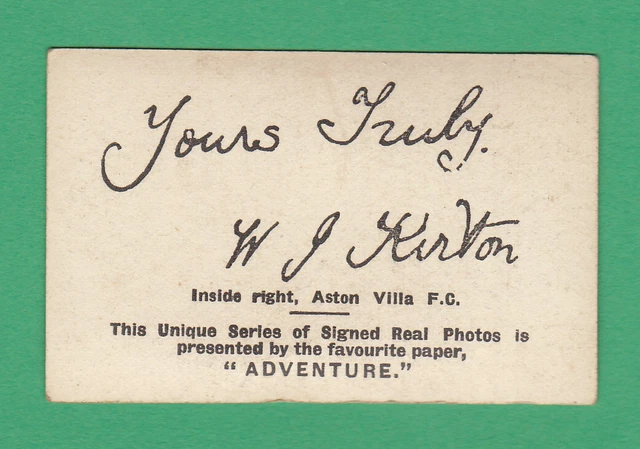 Yours Truly.
W J Kirton
Inside right, Aston Villa F.C.
This Unique Series of Signed Real Photos is
presented by the favourite paper,
“ ADVENTURE.”